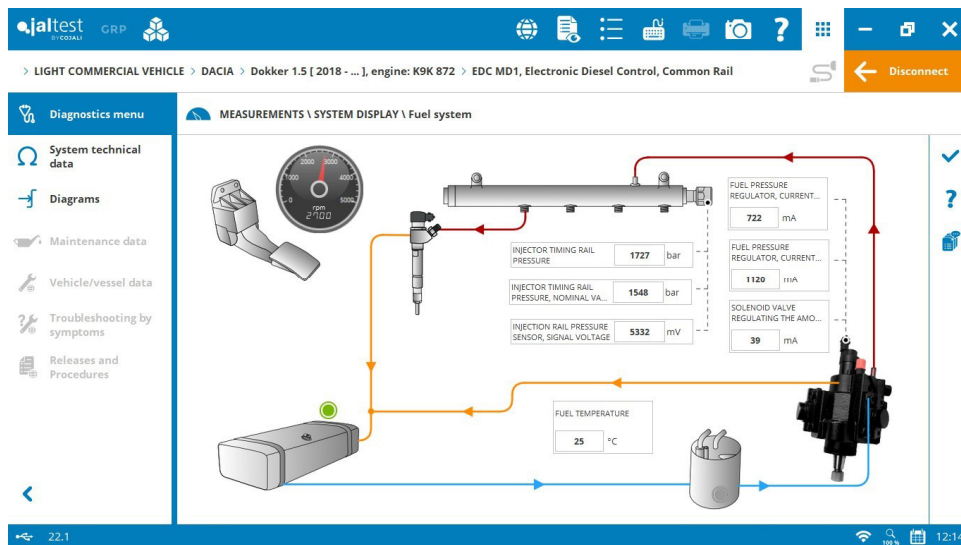 jaltest GRP
BY COJALI
> LIGHT COMMERCIAL VEHICLE > DACIA > Dokker 1.5 [ 2018 - ... ], engine: K9K 872 > EDC MD1, Electronic Diesel Control, Common Rail
Disconnect
Diagnostics menu
MEASUREMENTS \ SYSTEM DISPLAY \ Fuel system
System technical
data
Diagrams
Maintenance data
Vehicle/vessel data
Troubleshooting by
symptoms
Releases and
Procedures
2000 3000
1000 4000
0 5000
rpm
2700
FUEL PRESSURE
REGULATOR, CURRENT...
722 mA
INJECTOR TIMING RAIL
PRESSURE
1727 bar
FUEL PRESSURE
REGULATOR, CURRENT...
1120 mA
INJECTOR TIMING RAIL
PRESSURE, NOMINAL VA...
1548 bar
SOLENOID VALVE
REGULATING THE AMO...
39 mA
INJECTION RAIL PRESSURE
SENSOR, SIGNAL VOLTAGE
5332 mV
FUEL TEMPERATURE
25 °C
22.1
100 %
12:14